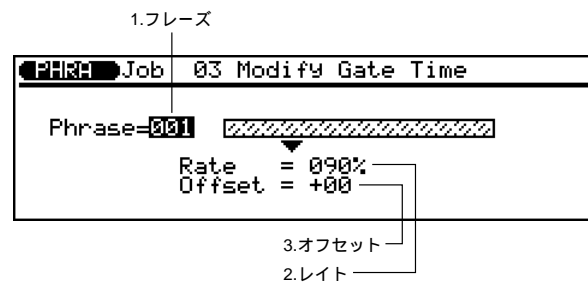 1.フレーズ
PHRA Job 03 Modify Gate Time
Phrase=001
Rate = 090%
Offset = +00
3.オフセット
2.レイト